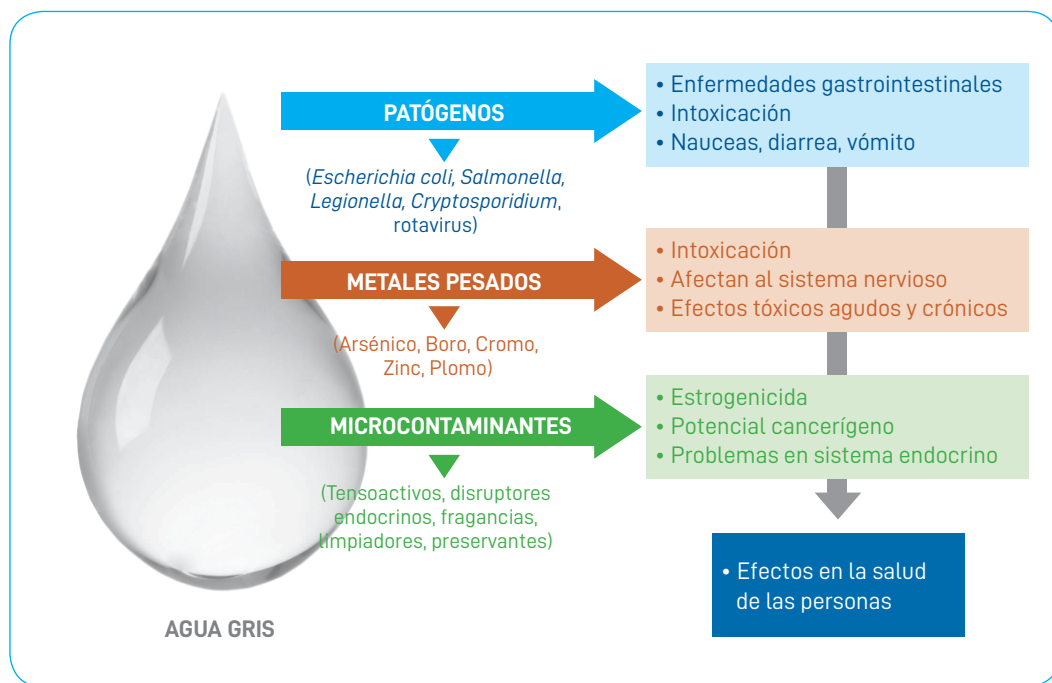 PATÓGENOS
(Escherichia coli, Salmonella,
Legionella, Cryptosporidium,
rotavirus)
• Enfermedades gastrointestinales
• Intoxicación
• Nauceas, diarrea, vómito
METALES PESADOS
(Arsénico, Boro, Cromo,
Zinc, Plomo)
• Intoxicación
• Afectan al sistema nervioso
• Efectos tóxicos agudos y crónicos
MICROCONTAMINANTES
(Tensoactivos, disruptores
endocrinos, fragancias,
limpiadores, preservantes)
• Estrogenicida
• Potencial cancerígeno
• Problemas en sistema endocrino
• Efectos en la salud
de las personas
AGUA GRIS